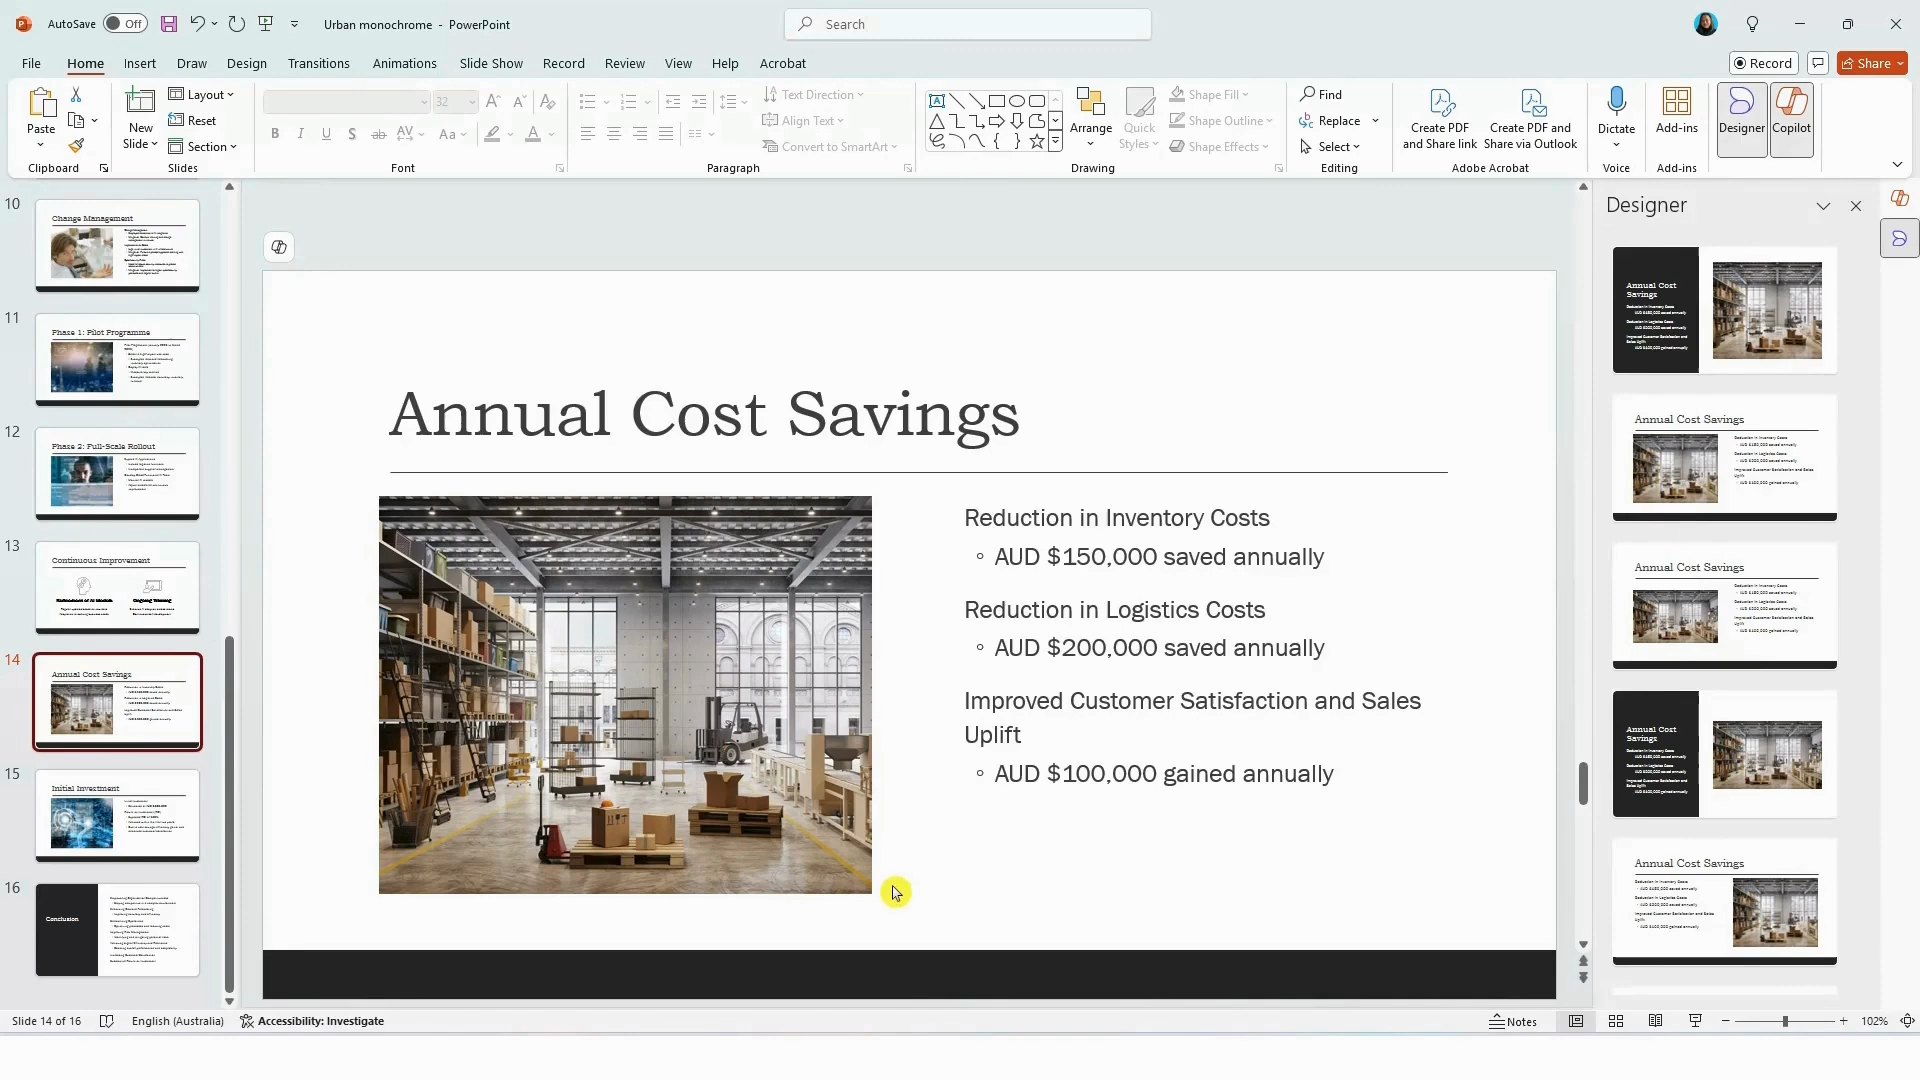 AutoSave Off Urban monochrome - PowerPoint Search
File Home Insert Draw Design Transitions Animations Slide Show Record Review View Help Acrobat Record Share
Paste
New
Slide
Layout
Reset
Section
32
Aa
Text Direction
Align Text
Convert to SmartArt
Arrange
Quick
Styles
Shape Fill
Shape Outline
Shape Effects
Find
Replace
Select
Create PDF
and Share link
Create PDF and
Share via Outlook
Dictate
Add-ins
Designer
Copilot
Clipboard Slides Font Paragraph Drawing Editing Adobe Acrobat Voice Add-ins
10
Change Management
11
Phase 1: Pilot Programme
12
Phase 2: Full-Scale Rollout
13
Continuous Improvement
14
Annual Cost Savings
15
Initial Investment
16
Conclusion
Annual Cost Savings
Reduction in Inventory Costs
◦ AUD $150,000 saved annually
Reduction in Logistics Costs
◦ AUD $200,000 saved annually
Improved Customer Satisfaction and Sales
Uplift
◦ AUD $100,000 gained annually
Designer
Annual Cost
Savings
Annual Cost Savings
Annual Cost Savings
Annual Cost
Savings
Annual Cost Savings
Slide 14 of 16 English (Australia) Accessibility: Investigate Notes 102%